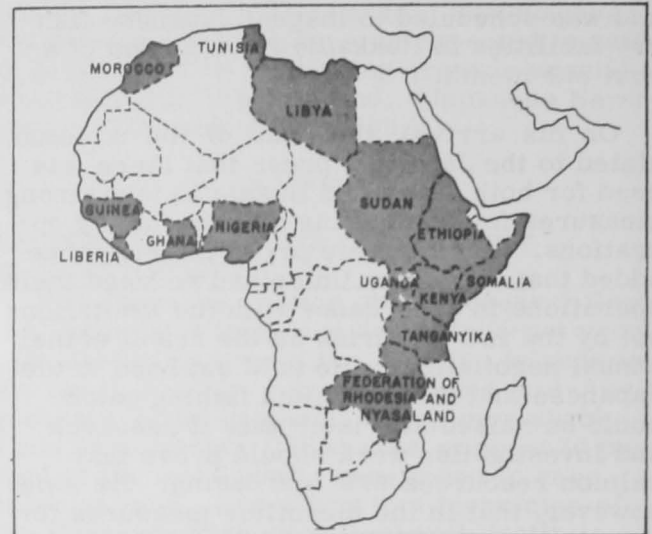 TUNISIA
MOROCCO
LIBYA
GUINEA
NIGERIA
SUDAN
GHANA
ETHIOPIA
LIBERIA
UGANDA
SOMALIA
KENYA
TANGANYIKA
FEDERATION OF
RHODESIA AND
NYASALAND